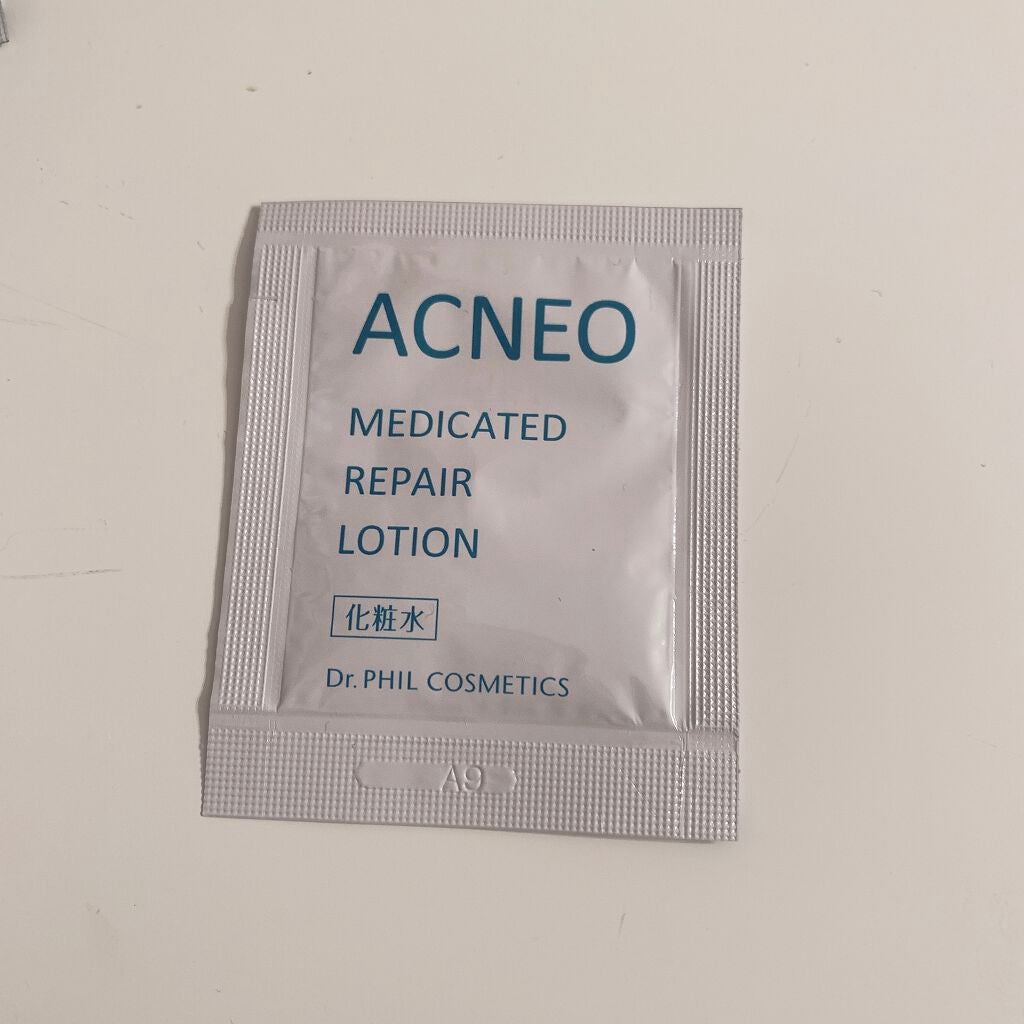 ACNEO
MEDICATED
REPAIR
LOTION
化粧水
Dr. PHIL COSMETICS
A9